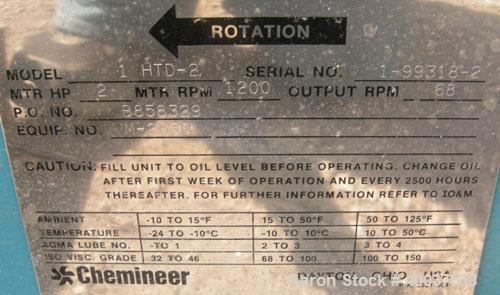 ROTATION
MODEL 1 HTD-2 SERIAL NO. 1-99318-2
MTR HP 2 MTR RPM 1200 OUTPUT RPM 68
P.O. NO. B858329
EQUIP. NO.
CAUTION: FILL UNIT TO OIL LEVEL BEFORE OPERATING. CHANGE OIL
AFTER FIRST WEEK OF OPERATION AND EVERY 2500 HOURS
THEREAFTER. FOR FURTHER INFORMATION REFER TO IO&M.
AMBIENT -10 TO 15°F 15 TO 50°F 50 TO 125°F
TEMPERATURE -24 TO -10°C -10 TO 10°C 10 TO 50°C
AGMA LUBE NO. -TO 1 2 TO 3 3 TO 4
ISO VISC. GRADE 32 TO 46 68 TO 100 100 TO 150
Chemineer DAYTON, OHIO, USA